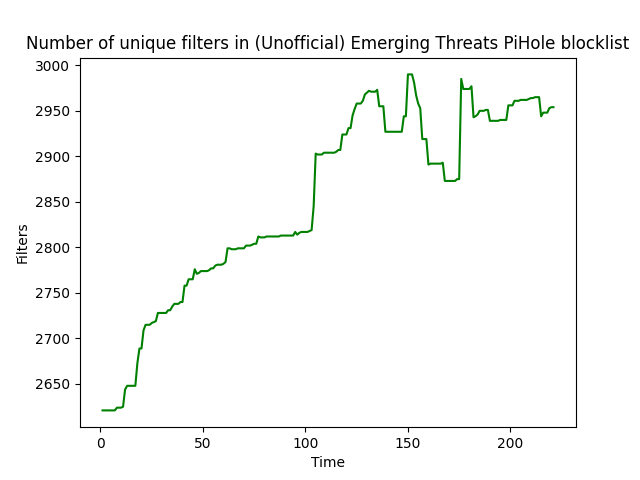 Number of unique filters in (Unofficial) Emerging Threats PiHole blocklist
3000
2950
2900
2850
2800
2750
2700
2650
Filters
0 50 100 150 200
Time